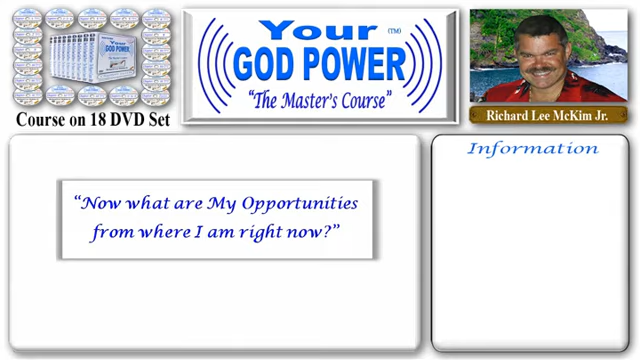 Your (TM)
GOD POWER
"The Master's Course"
Course on 18 DVD Set
Richard Lee McKim Jr.
Information
"Now what are My Opportunities
from where I am right now?"